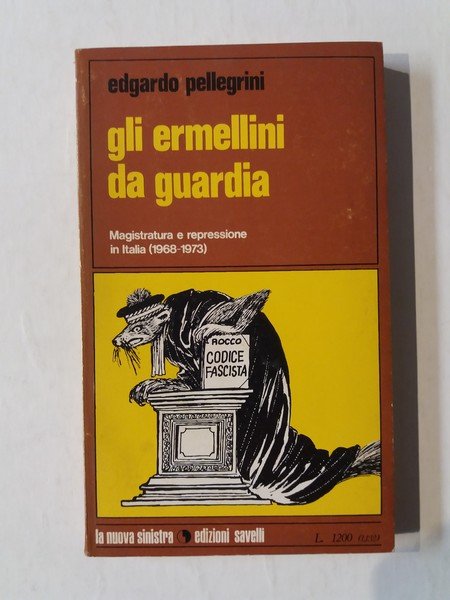 edgardo pellegrini
gli ermellini
da guardia
Magistratura e repressione
in Italia (1968-1973)
ROCCO
CODICE
FASCISTA
la nuova sinistra edizioni savelli
L. 1200